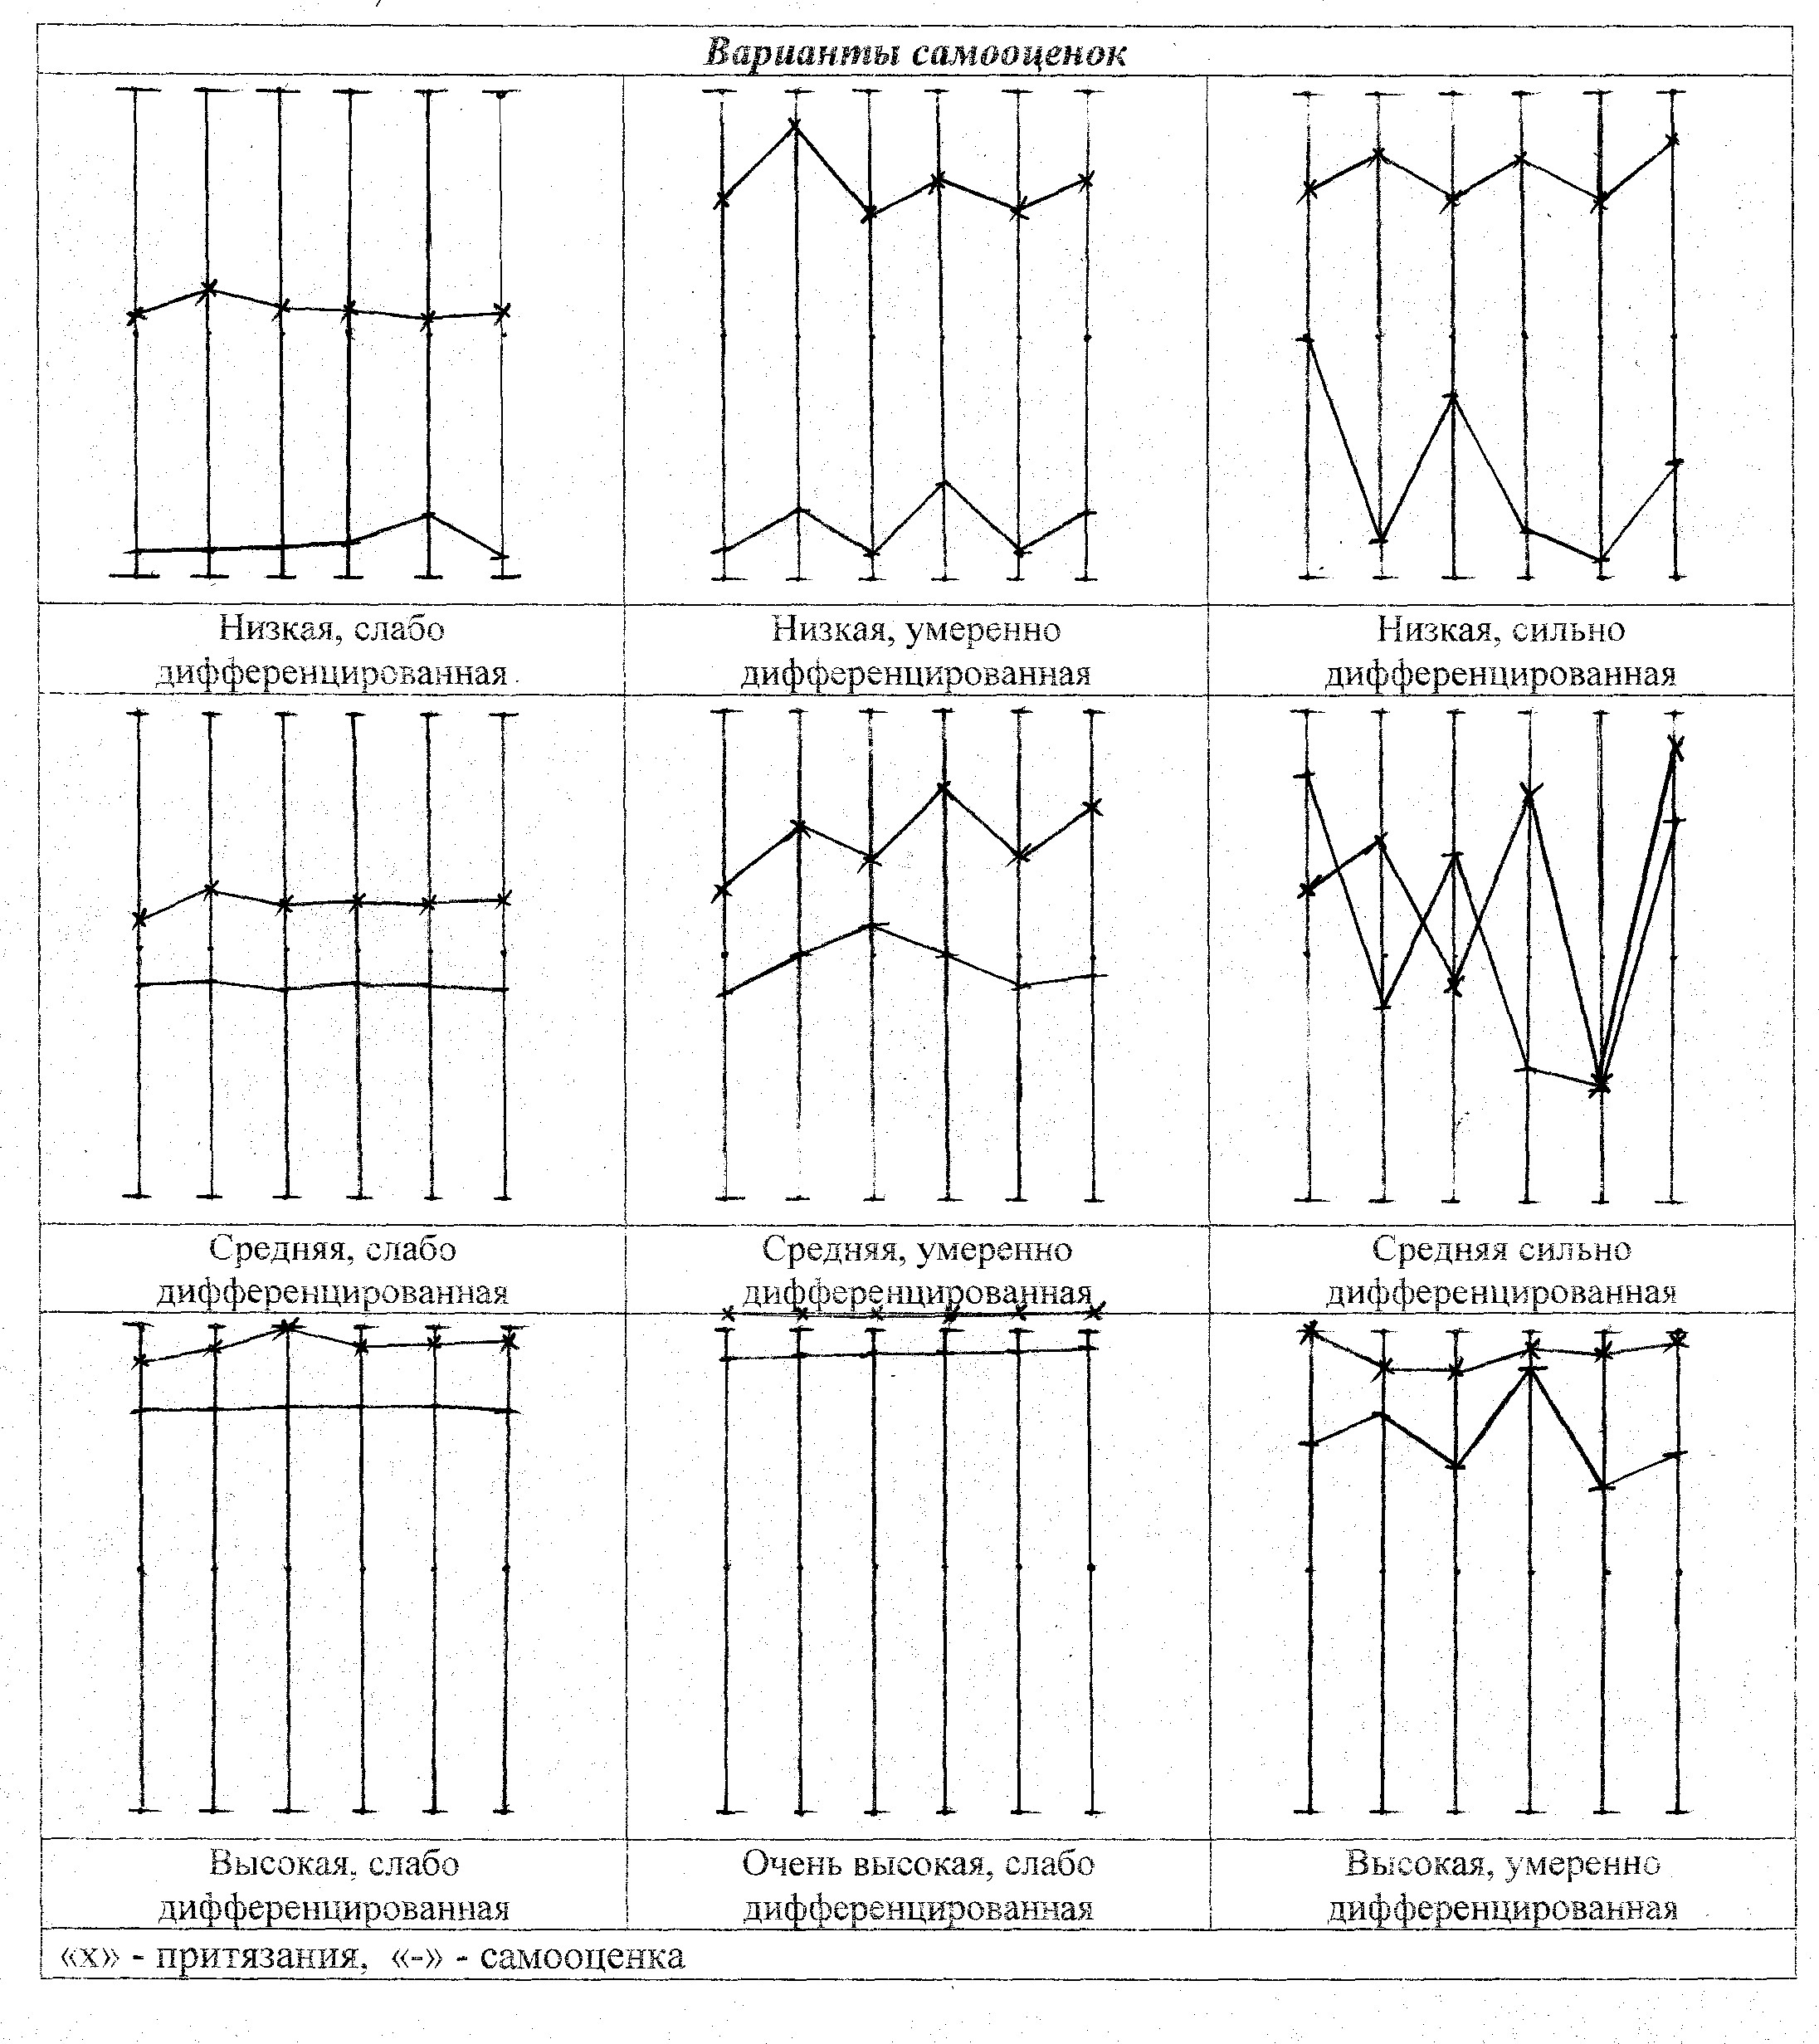 Варианты самооценок
Низкая, слабо
дифференцированная
Низкая, умеренно
дифференцированная
Низкая, сильно
дифференцированная
Средняя, слабо
дифференцированная
Средняя, умеренно
дифференцированная
Средняя сильно
дифференцированная
Высокая, слабо
дифференцированная
Очень высокая, слабо
дифференцированная
Высокая, умеренно
дифференцированная
«х» - притязания, «-» - самооценка